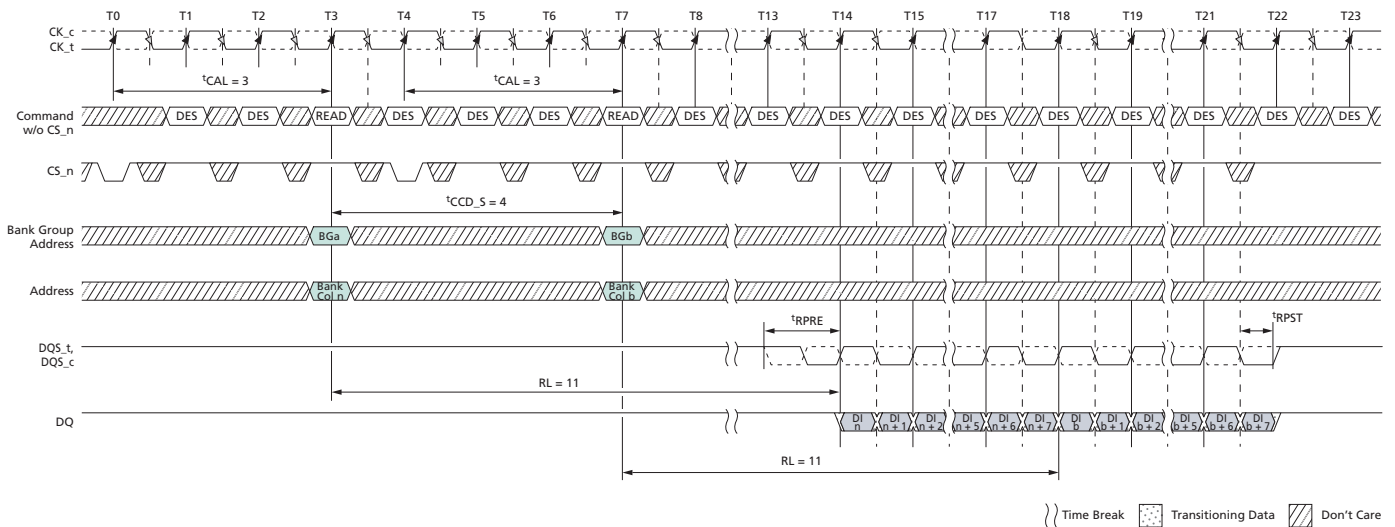 T0 T1 T2 T3 T4 T5 T6 T7 T8 T13 T14 T15 T17 T18 T19 T21 T22 T23
CK_c
CK_t
tCAL = 3 tCAL = 3
Command
w/o CS_n
DES DES READ DES DES DES READ DES DES DES DES DES DES DES DES DES DES
CS_n
tCCD_S = 4
Bank Group
Address
BGa BGb
Address
Bank
Col n
Bank
Col b
tRPRE tRPST
DQS_t,
DQS_c
RL = 11
DQ
DI
n
DI
n + 1
DI
n + 2
DI
n + 5
DI
n + 6
DI
n + 7
DI
b
DI
b + 1
DI
b + 2
DI
b + 5
DI
b + 6
DI
b + 7
RL = 11
Time Break Transitioning Data Don't Care